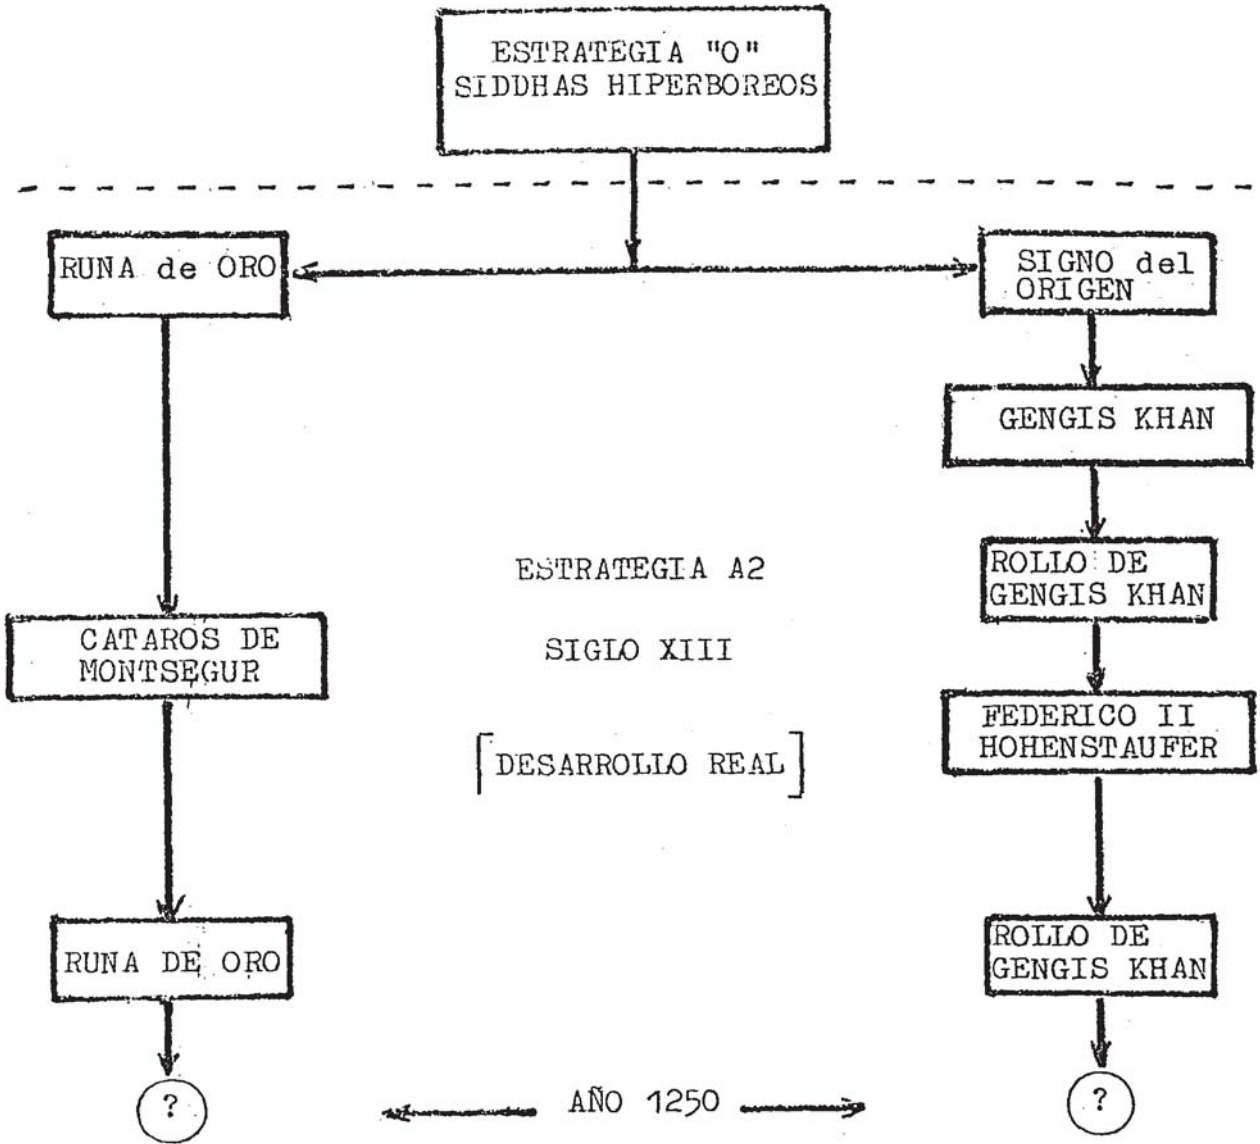 ESTRATEGIA "O"
SIDDHAS HIPERBOREOS
RUNA de ORO
SIGNO del
ORIGEN
GENGIS KHAN
ROLLO DE
GENGIS KHAN
ESTRATEGIA A2
SIGLO XIII
[DESARROLLO REAL]
CATAROS DE
MONTSEGUR
FEDERICO II
HOHENSTAUFER
RUNA DE ORO
ROLLO DE
GENGIS KHAN
?
AÑO 1250
?